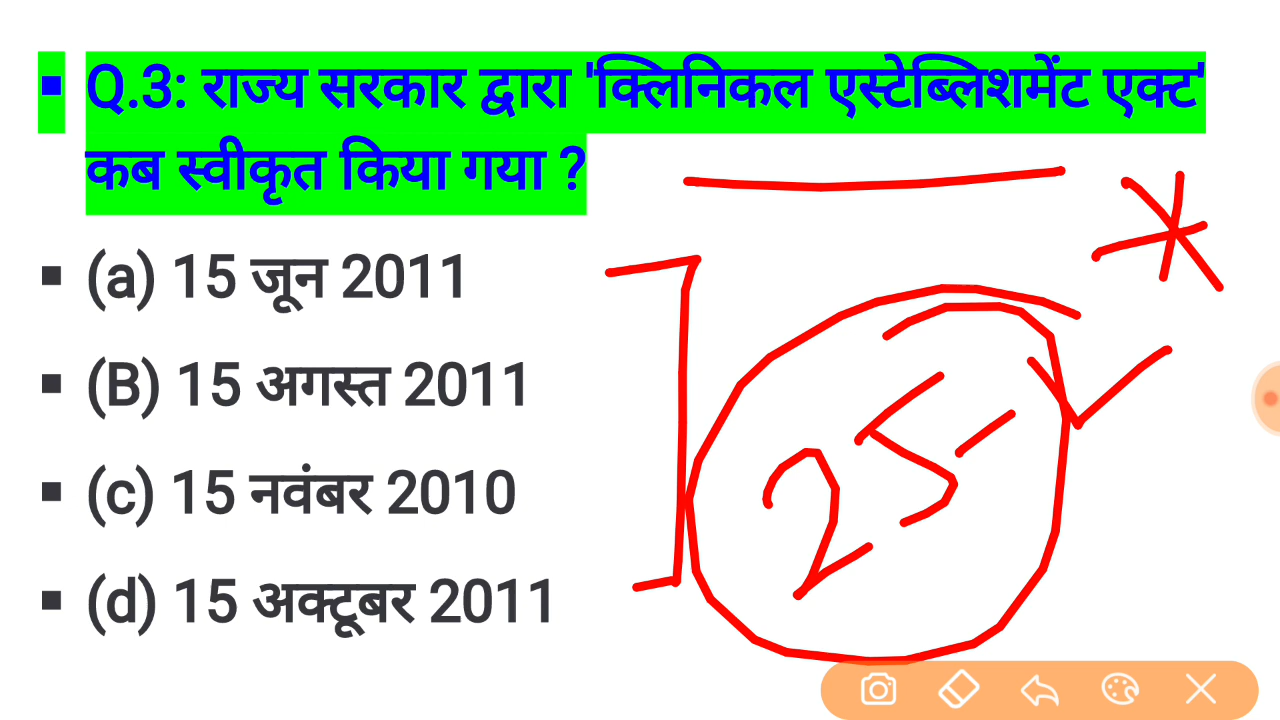 Q.3: राज्य सरकार द्वारा 'क्लिनिकल एस्टेब्लिशमेंट एक्ट'
कब स्वीकृत किया गया ?
(a) 15 जून 2011
(B) 15 अगस्त 2011
(c) 15 नवंबर 2010
(d) 15 अक्टूबर 2011
25-